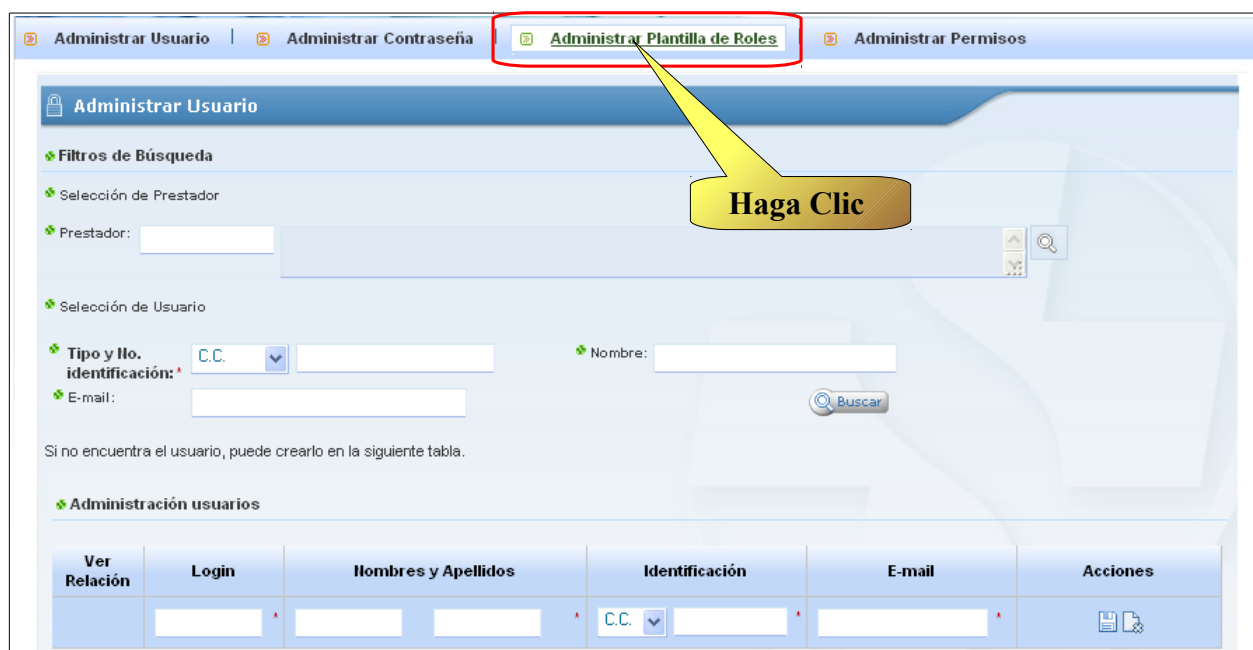 Administrar Usuario | Administrar Contraseña | Administrar Plantilla de Roles | Administrar Permisos
Administrar Usuario
Filtros de Búsqueda
Selección de Prestador
Haga Clic
Prestador:
Selección de Usuario
Tipo y No. identificación:* C.C. Nombre:
E-mail: Buscar
Si no encuentra el usuario, puede crearlo en la siguiente tabla.
Administración usuarios
Ver Relación Login Nombres y Apellidos Identificación E-mail Acciones
* * C.C. * *